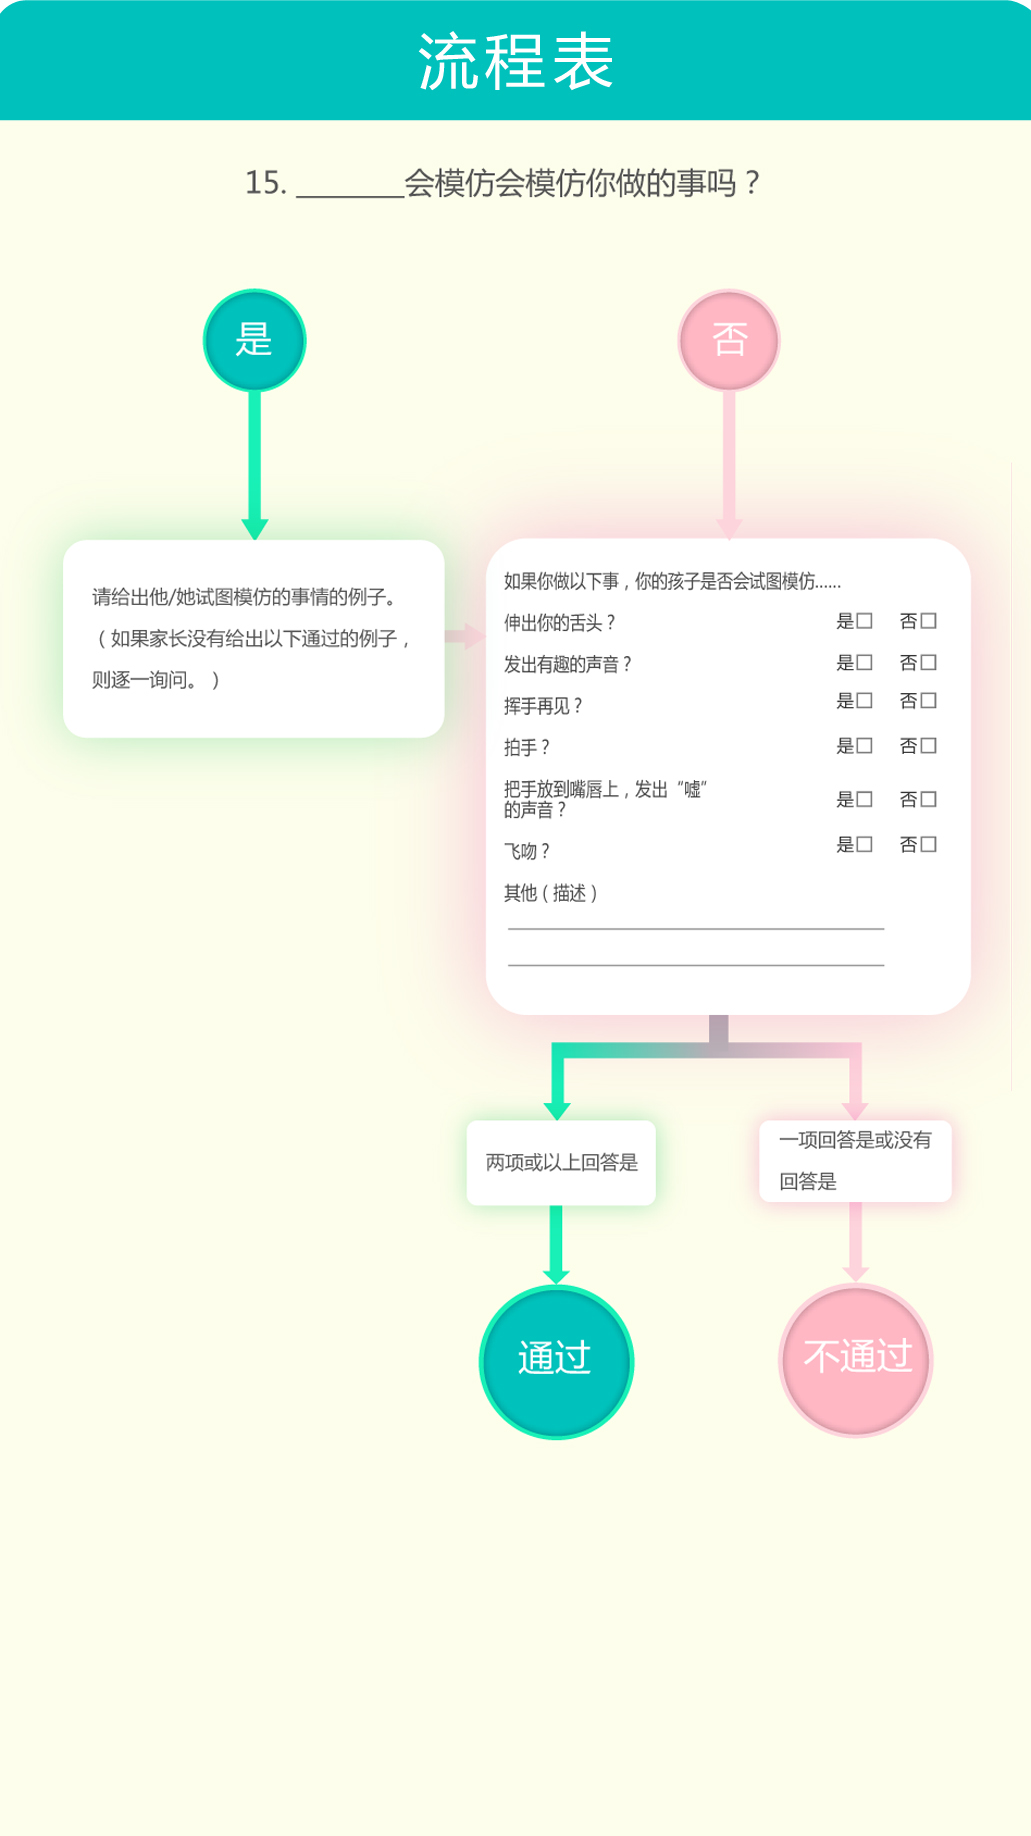 流程表
15. ________会模仿会模仿你做的事吗？
是
否
请给出他/她试图模仿的事情的例子。
（如果家长没有给出以下通过的例子，
则逐一询问。）
如果你做以下事，你的孩子是否会试图模仿......
伸出你的舌头？ 是□ 否□
发出有趣的声音？ 是□ 否□
挥手再见？ 是□ 否□
拍手？ 是□ 否□
把手放到嘴唇上，发出“嘘”
的声音？ 是□ 否□
飞吻？ 是□ 否□
其他（描述）
两项或以上回答是
一项回答是或没有
回答是
通过
不通过